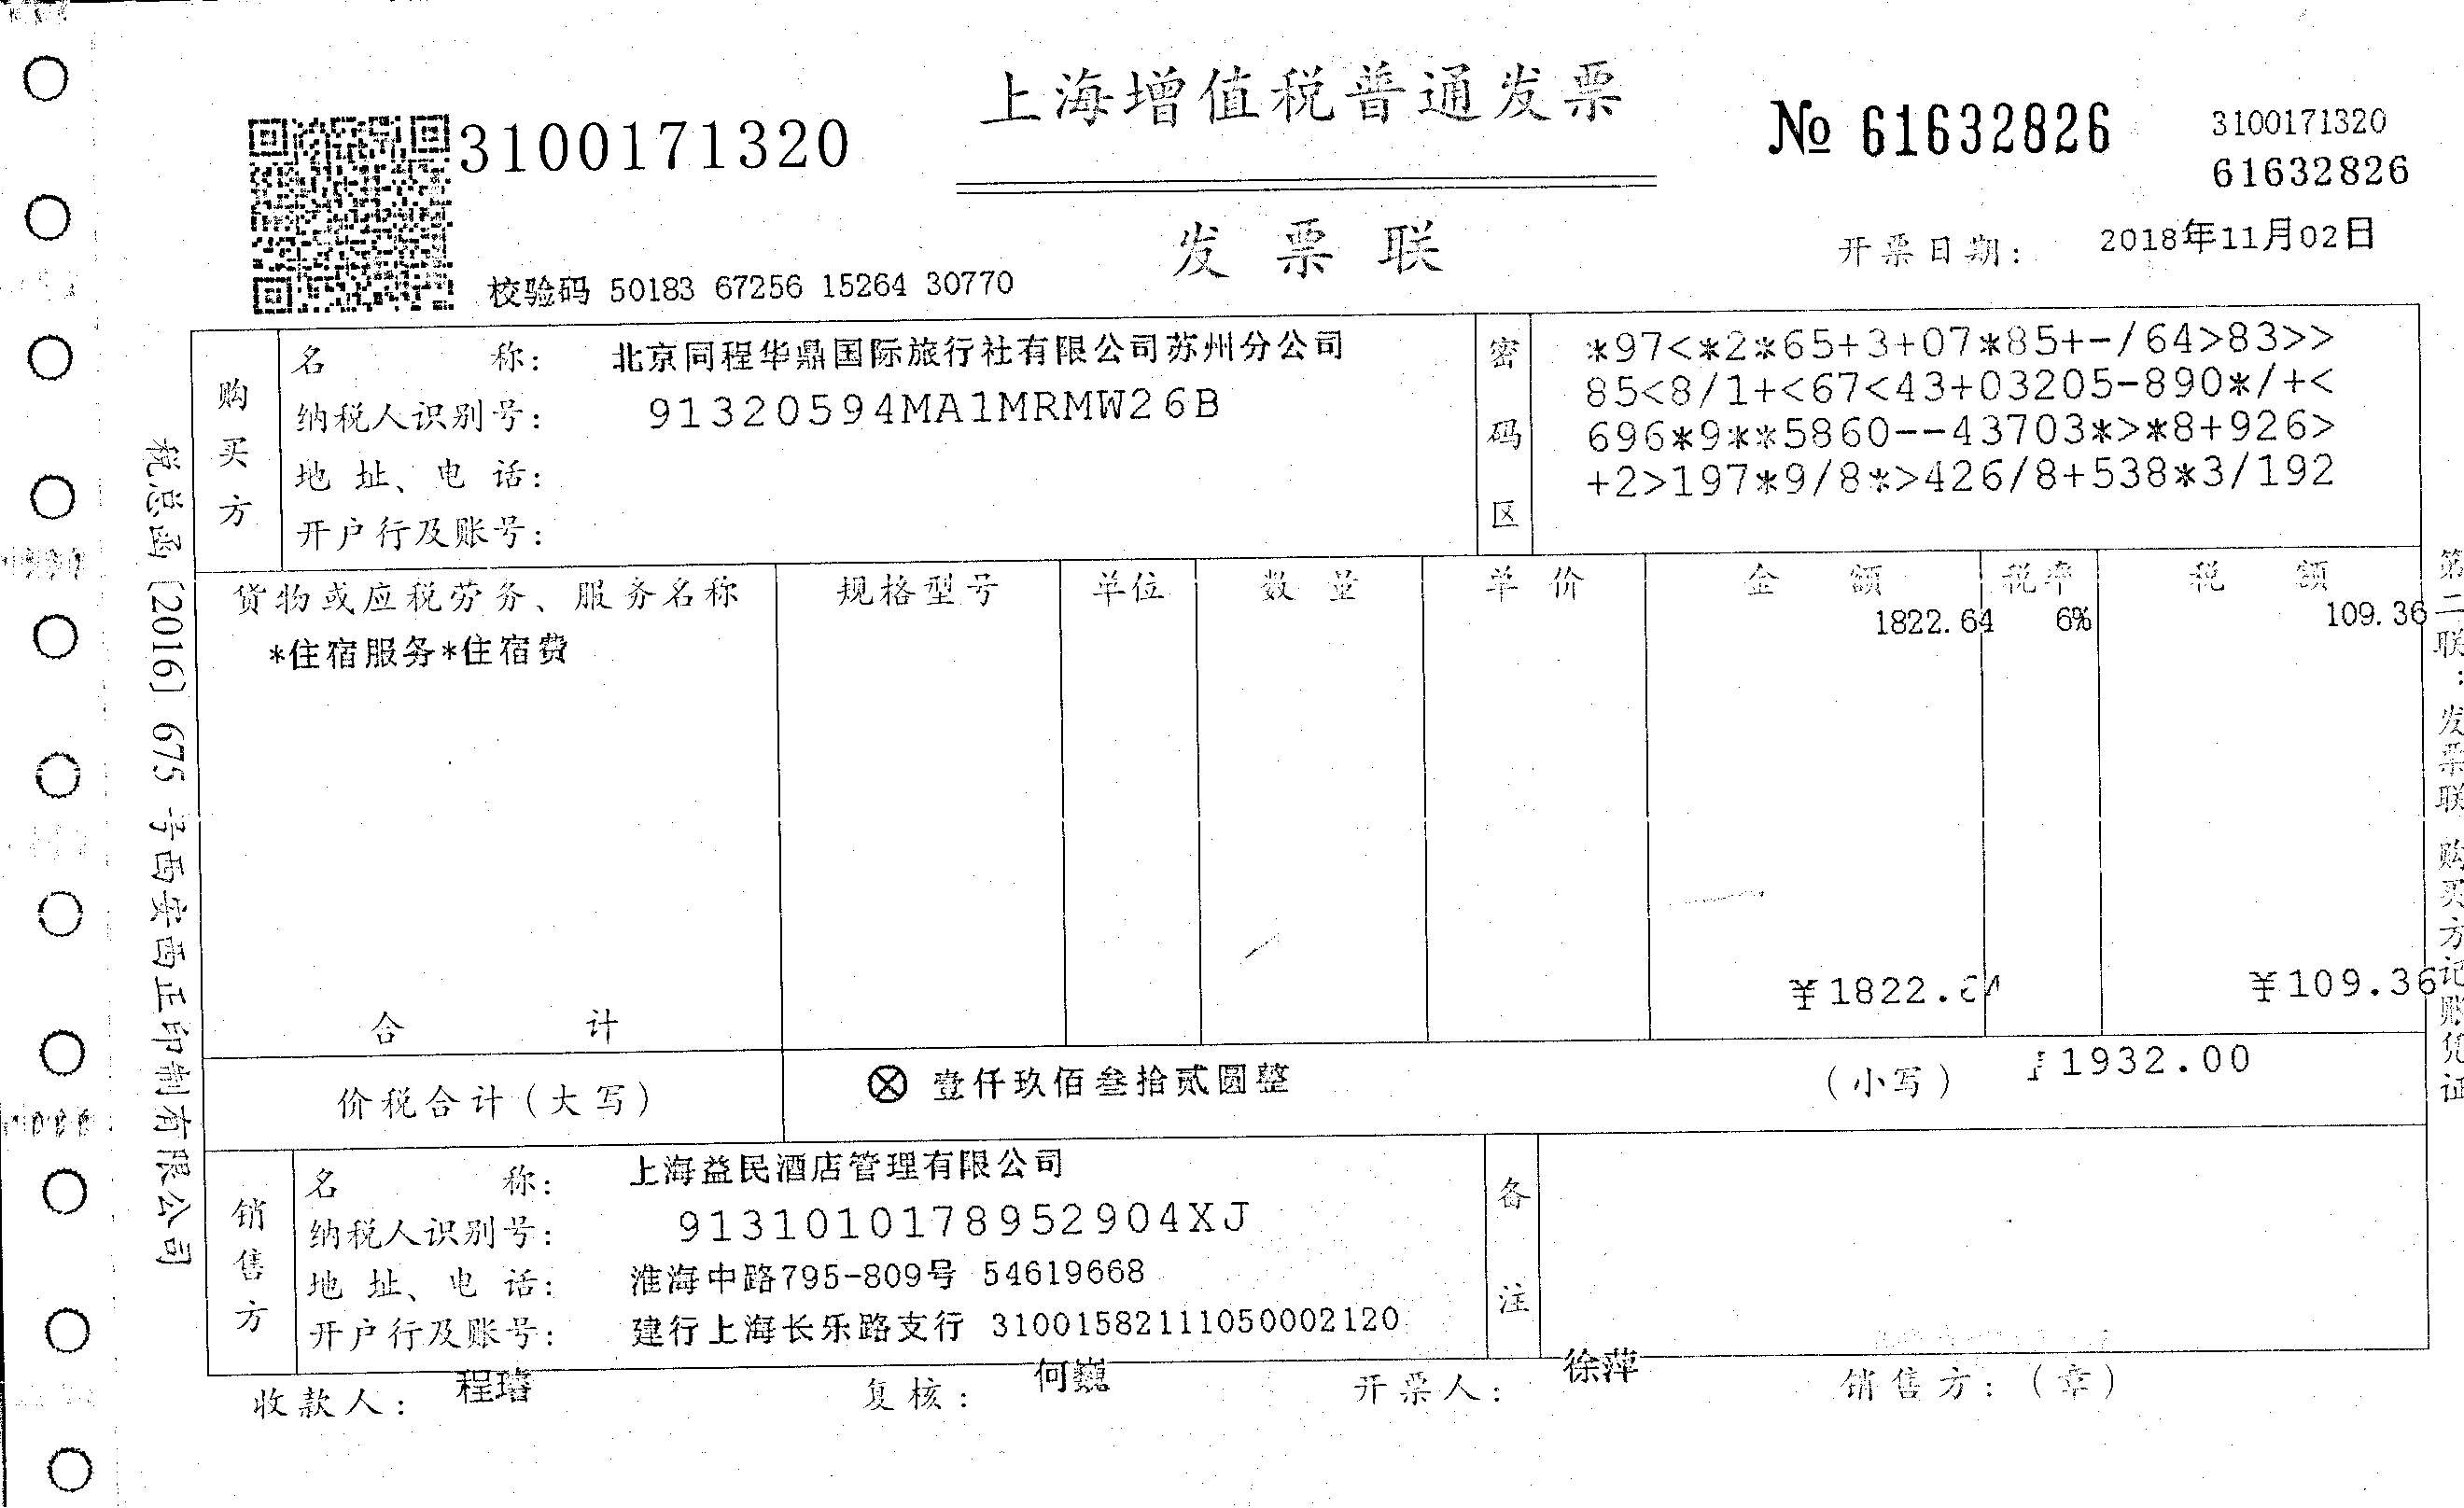 上海增值税普通发票
3100171320
№ 61632826
3100171320
61632826
发票联
开票日期: 2018年11月02日
校验码 50183 67256 15264 30770
购买方
名称: 北京同程华鼎国际旅行社有限公司苏州分公司
纳税人识别号: 91320594MA1MRMW26B
地址、电话:
开户行及账号:
密码区
*97<*2*65+3+07*85+-/64>83>>
85<8/1+<67<43+03205-890*/+<
696*9**5860--43703*>*8+926>
+2>197*9/8*>426/8+538*3/192
货物或应税劳务、服务名称 规格型号 单位 数量 单价 金额 税率 税额
*住宿服务*住宿费 1822.64 6% 109.36
合计 ¥1822.64 ¥109.36
价税合计(大写) ⊗ 壹仟玖佰叁拾贰圆整 (小写) ¥1932.00
销售方
名称: 上海益民酒店管理有限公司
纳税人识别号: 9131010178952904XJ
地址、电话: 淮海中路795-809号 54619668
开户行及账号: 建行上海长乐路支行 31001582111050002120
备注
收款人: 程瑨 复核: 何巍 开票人: 徐萍 销售方:(章)
税总函〔2016〕675号西安西正印制有限公司
第二联:发票联 购买方记账凭证